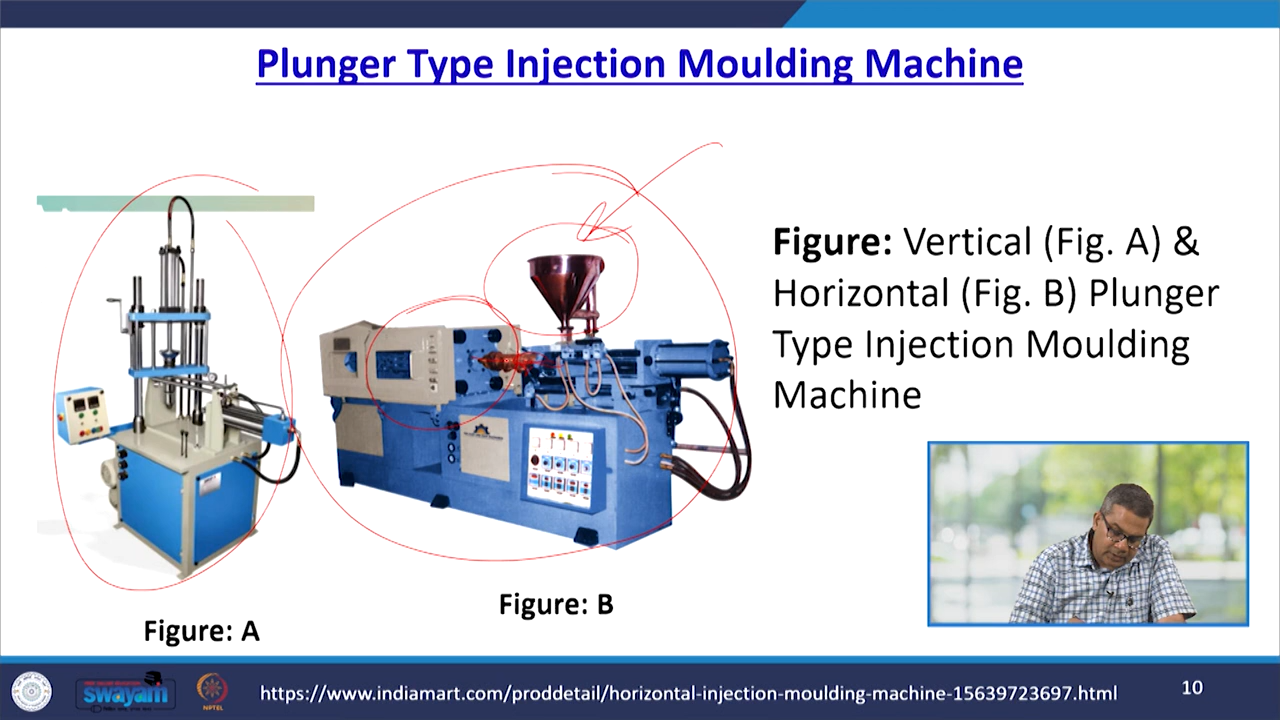 Plunger Type Injection Moulding Machine
Figure: Vertical (Fig. A) &
Horizontal (Fig. B) Plunger
Type Injection Moulding
Machine
Figure: B
Figure: A
swayam
NPTEL
https://www.indiamart.com/proddetail/horizontal-injection-moulding-machine-15639723697.html
10